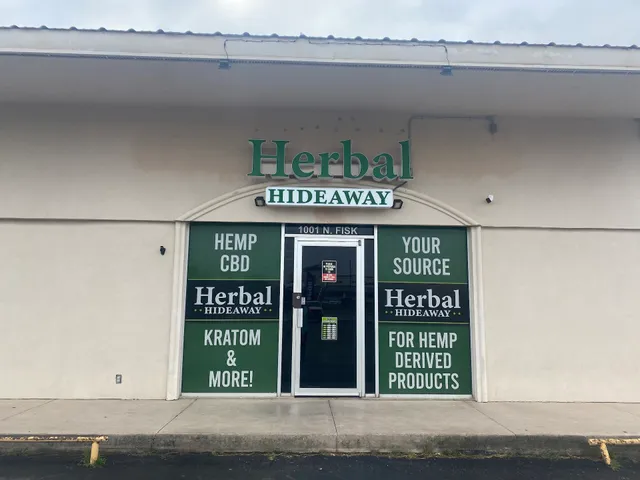 Herbal
HIDEAWAY
1001 N. FISK
HEMP
CBD
Herbal
HIDEAWAY
KRATOM
&
MORE!
YOUR
SOURCE
Herbal
HIDEAWAY
FOR HEMP
DERIVED
PRODUCTS